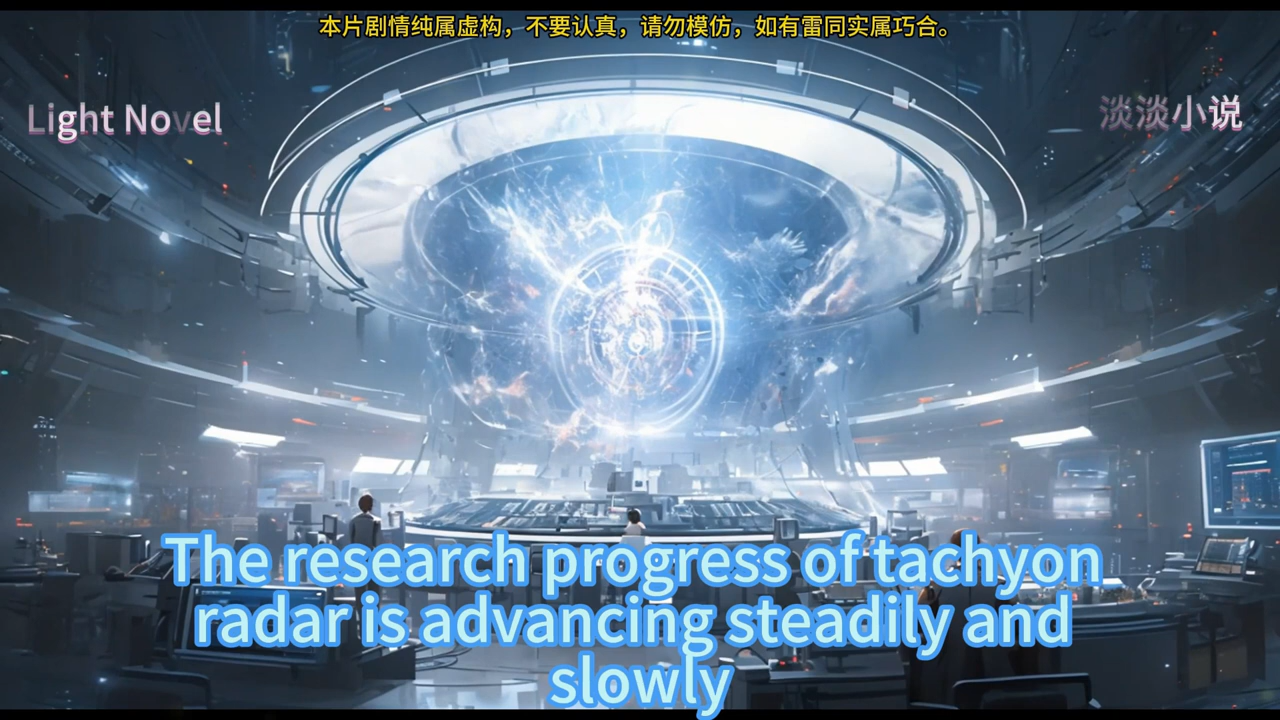 本片剧情纯属虚构，不要认真，请勿模仿，如有雷同实属巧合。
Light Novel
淡淡小说
The research progress of tachyon
radar is advancing steadily and
slowly